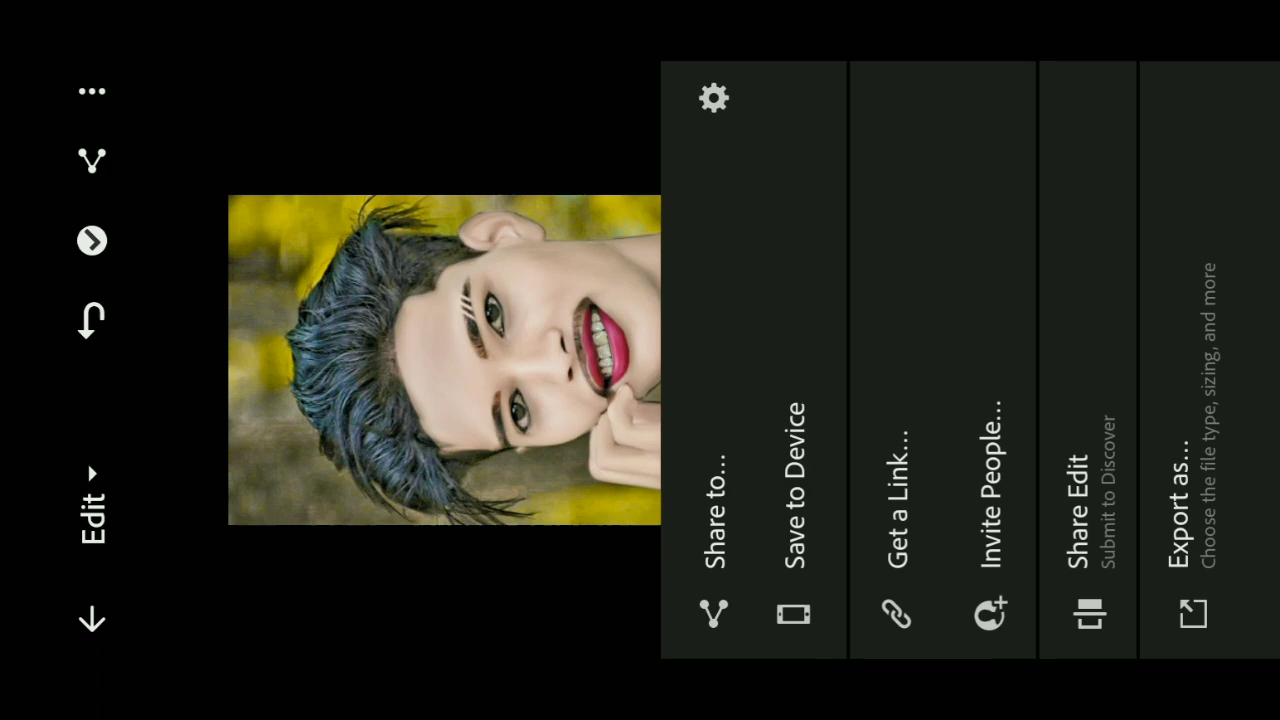 Edit
Share to...
Save to Device
Get a Link...
Invite People...
Share Edit
Submit to Discover
Export as...
Choose the file type, sizing, and more